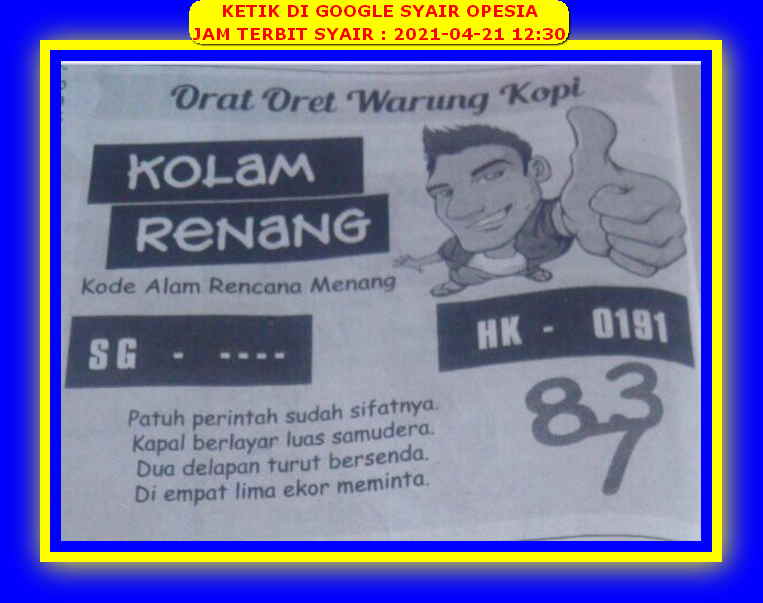 KETIK DI GOOGLE SYAIR OPESIA
JAM TERBIT SYAIR : 2021-04-21 12:30
Orat Oret Warung Kopi
KOLaM
ReNaNG
Kode Alam Rencana Menang
SG - ----
HK - 0191
8.3
7
Patuh perintah sudah sifatnya.
Kapal berlayar luas samudera.
Dua delapan turut bersenda.
Di empat lima ekor meminta.